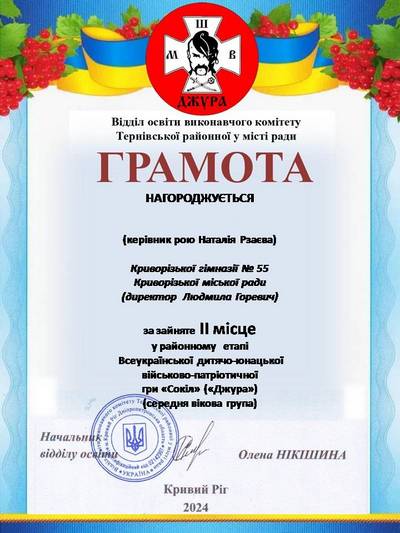 Ш
М В
ДЖУРА
Відділ освіти виконавчого комітету
Тернівської районної у місті ради
ГРАМОТА
НАГОРОДЖУЄТЬСЯ
(керівник рою Наталія Рзаєва)
Криворізької гімназії № 55
Криворізької міської ради
(директор Людмила Горевич)
за зайняте ІІ місце
у районному етапі
Всеукраїнської дитячо-юнацької
військово-патріотичної
гри «Сокіл» («Джура»)
(середня вікова група)
Начальник
відділу освіти Олена НІКІШИНА
УКРАЇНА
Кривий Ріг
2024